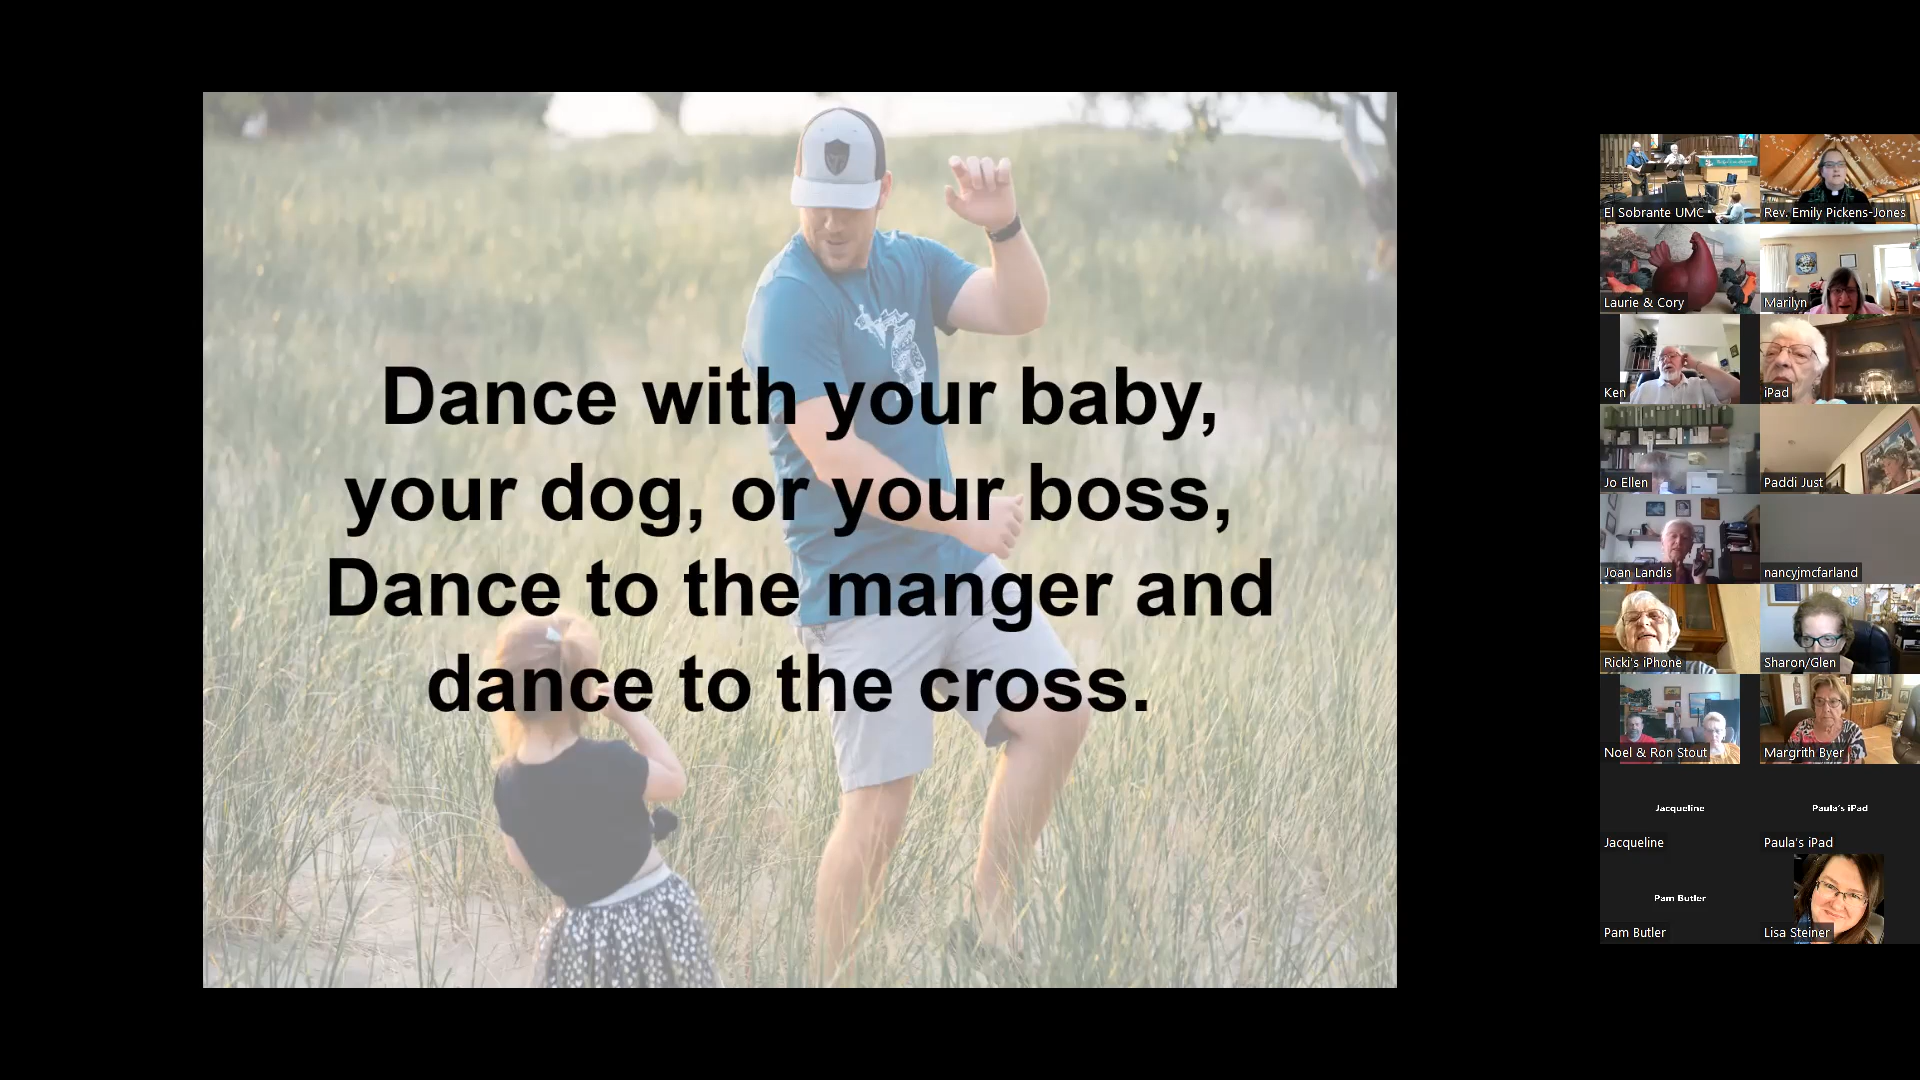 Dance with your baby,
your dog, or your boss,
Dance to the manger and
dance to the cross.
El Sobrante UMC
Rev. Emily Pickens-Jones
Laurie & Cory
Marilyn
Ken
iPad
Jo Ellen
Paddi Just
Joan Landis
nancyjmcfarland
Ricki's iPhone
Sharon/Glen
Noel & Ron Stout
Margrith Byer
Jacqueline
Paula's iPad
Jacqueline
Paula's iPad
Pam Butler
Pam Butler
Lisa Steiner